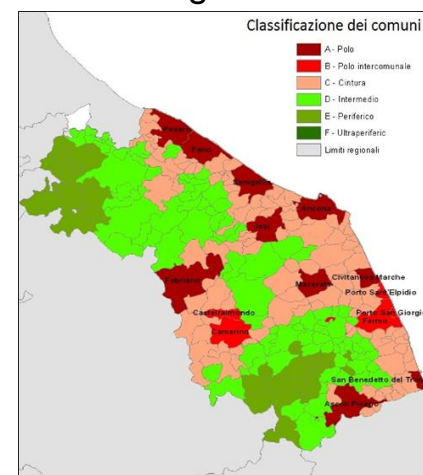 Classificazione dei comuni
A - Polo
B - Polo intercomunale
C - Cintura
D - Intermedio
E - Periferico
F - Ultraperiferic
Limiti regionali
Pesaro
Fano
Senigallia
Ancona
Jesi
Fabriano
Civitanova Marche
Macerata
Porto Sant'Elpidio
Castelraimondo
Porto San Giorgio
Fermo
Camerino
San Benedetto del Tron
Ascoli Piceno